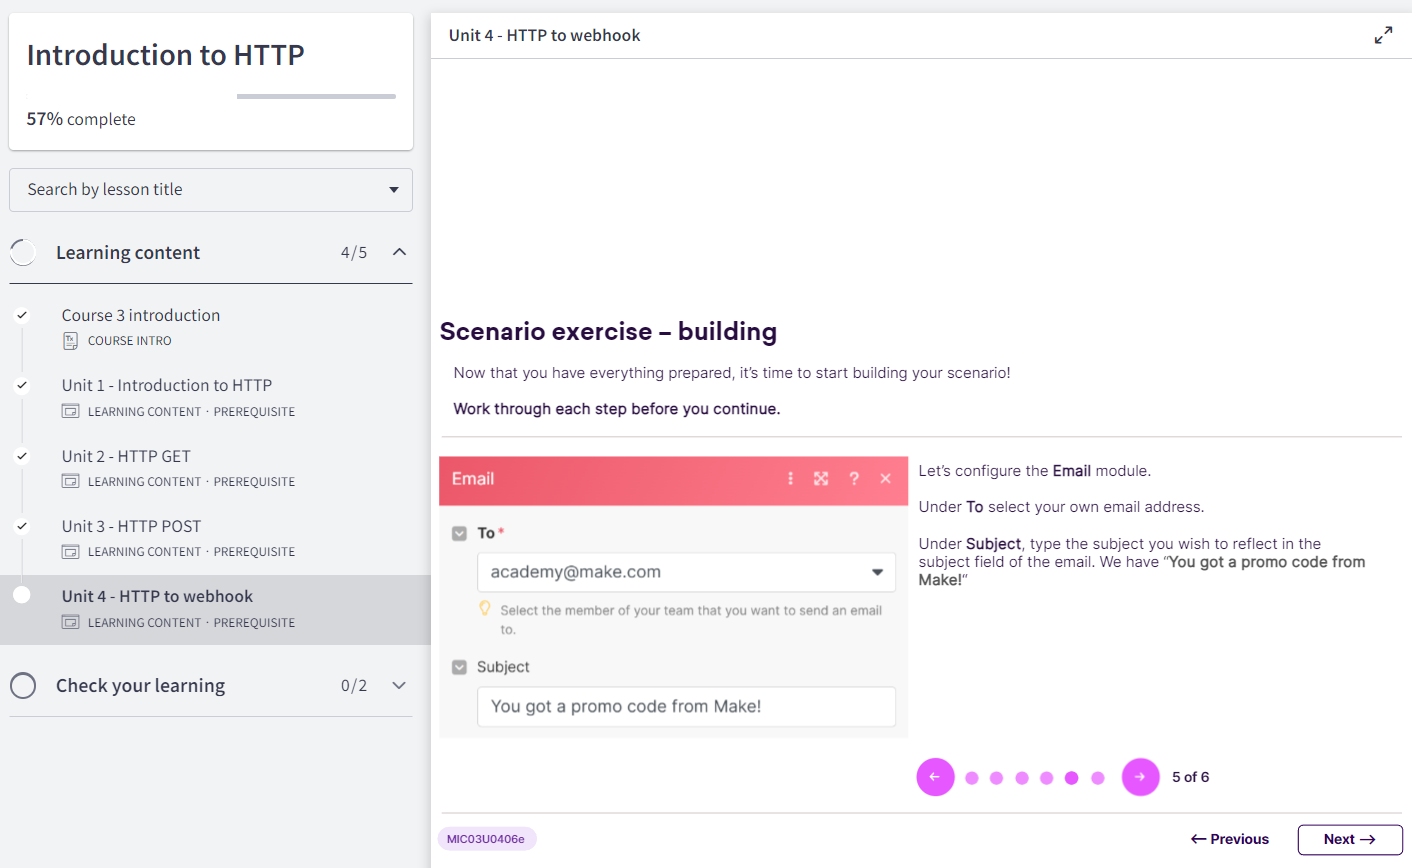 Introduction to HTTP
57% complete
Search by lesson title
Learning content 4/5
Course 3 introduction
COURSE INTRO
Unit 1 - Introduction to HTTP
LEARNING CONTENT · PREREQUISITE
Unit 2 - HTTP GET
LEARNING CONTENT · PREREQUISITE
Unit 3 - HTTP POST
LEARNING CONTENT · PREREQUISITE
Unit 4 - HTTP to webhook
LEARNING CONTENT · PREREQUISITE
Check your learning 0/2
Unit 4 - HTTP to webhook
Scenario exercise – building
Now that you have everything prepared, it’s time to start building your scenario!
Work through each step before you continue.
Email ?
To *
academy@make.com
Select the member of your team that you want to send an email
to.
Subject
You got a promo code from Make!
Let’s configure the Email module.
Under To select your own email address.
Under Subject, type the subject you wish to reflect in the
subject field of the email. We have “You got a promo code from
Make!“
5 of 6
MIC03U0406e
← Previous
Next →